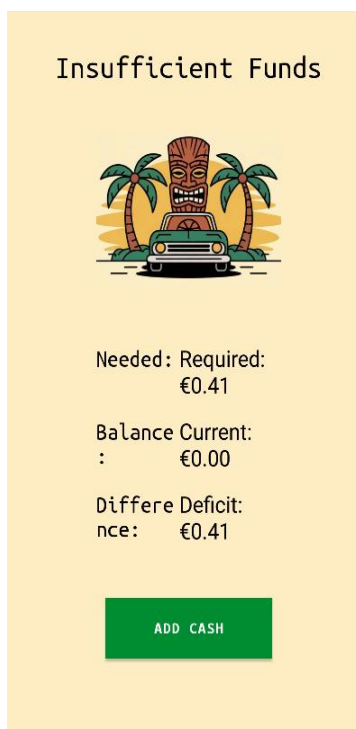 Insufficient Funds
Needed: Required:
€0.41
Balance Current:
: €0.00
Differe Deficit:
nce: €0.41
ADD CASH